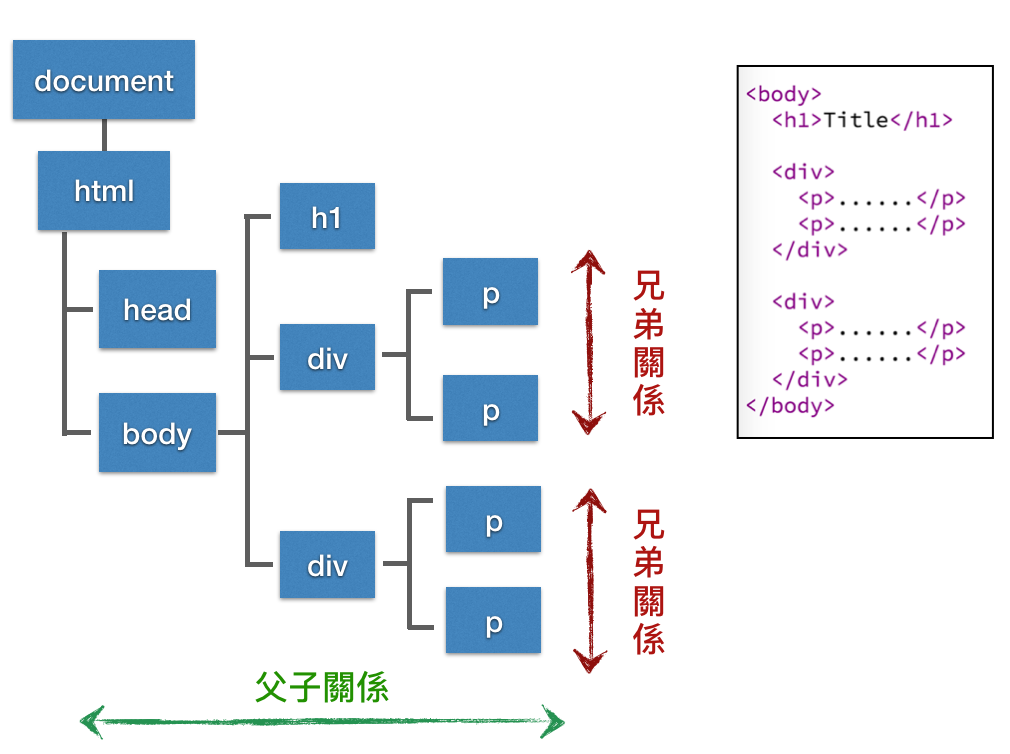 document
html
head
body
h1
div
p
p
兄弟關係
div
p
p
兄弟關係
父子關係
<body>
<h1>Title</h1>
<div>
<p>......</p>
<p>......</p>
</div>
<div>
<p>......</p>
<p>......</p>
</div>
</body>